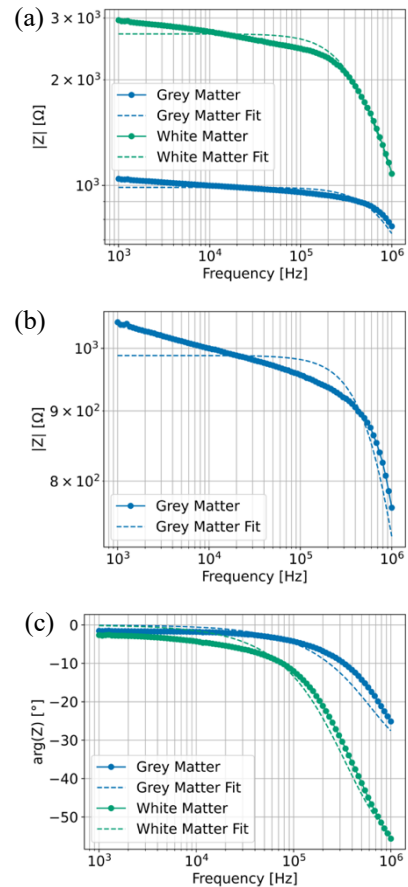 (a)
3 × 10³
2 × 10³
10³
|Z| [Ω]
Grey Matter
Grey Matter Fit
White Matter
White Matter Fit
10³ 10⁴ 10⁵ 10⁶
Frequency [Hz]
(b)
10³
9 × 10²
8 × 10²
|Z| [Ω]
Grey Matter
Grey Matter Fit
10³ 10⁴ 10⁵ 10⁶
Frequency [Hz]
(c)
0
−10
−20
−30
−40
−50
arg(Z) [°]
Grey Matter
Grey Matter Fit
White Matter
White Matter Fit
10³ 10⁴ 10⁵ 10⁶
Frequency [Hz]